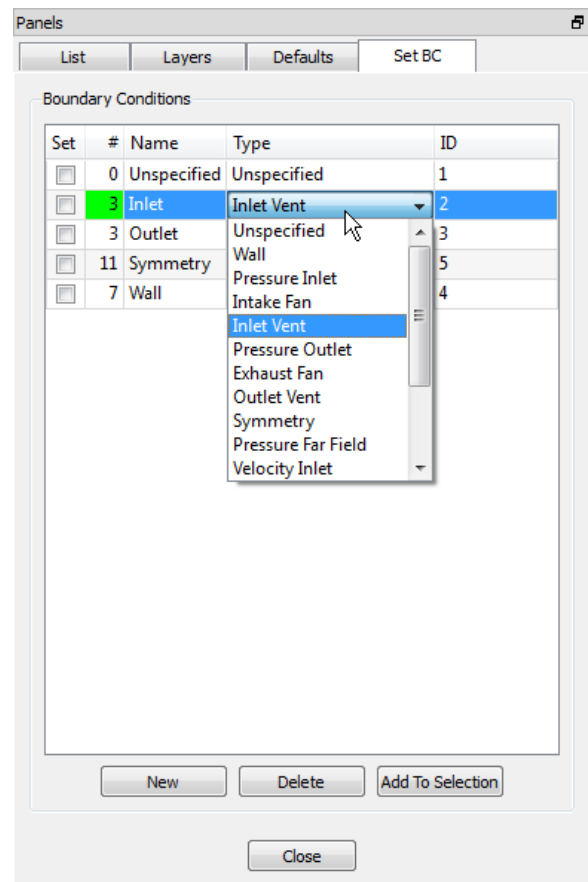 Panels
List Layers Defaults Set BC
Boundary Conditions
Set # Name Type ID
0 Unspecified Unspecified 1
3 Inlet Inlet Vent 2
3 Outlet 3
11 Symmetry 5
7 Wall 4
Unspecified
Wall
Pressure Inlet
Intake Fan
Inlet Vent
Pressure Outlet
Exhaust Fan
Outlet Vent
Symmetry
Pressure Far Field
Velocity Inlet
New Delete Add To Selection
Close